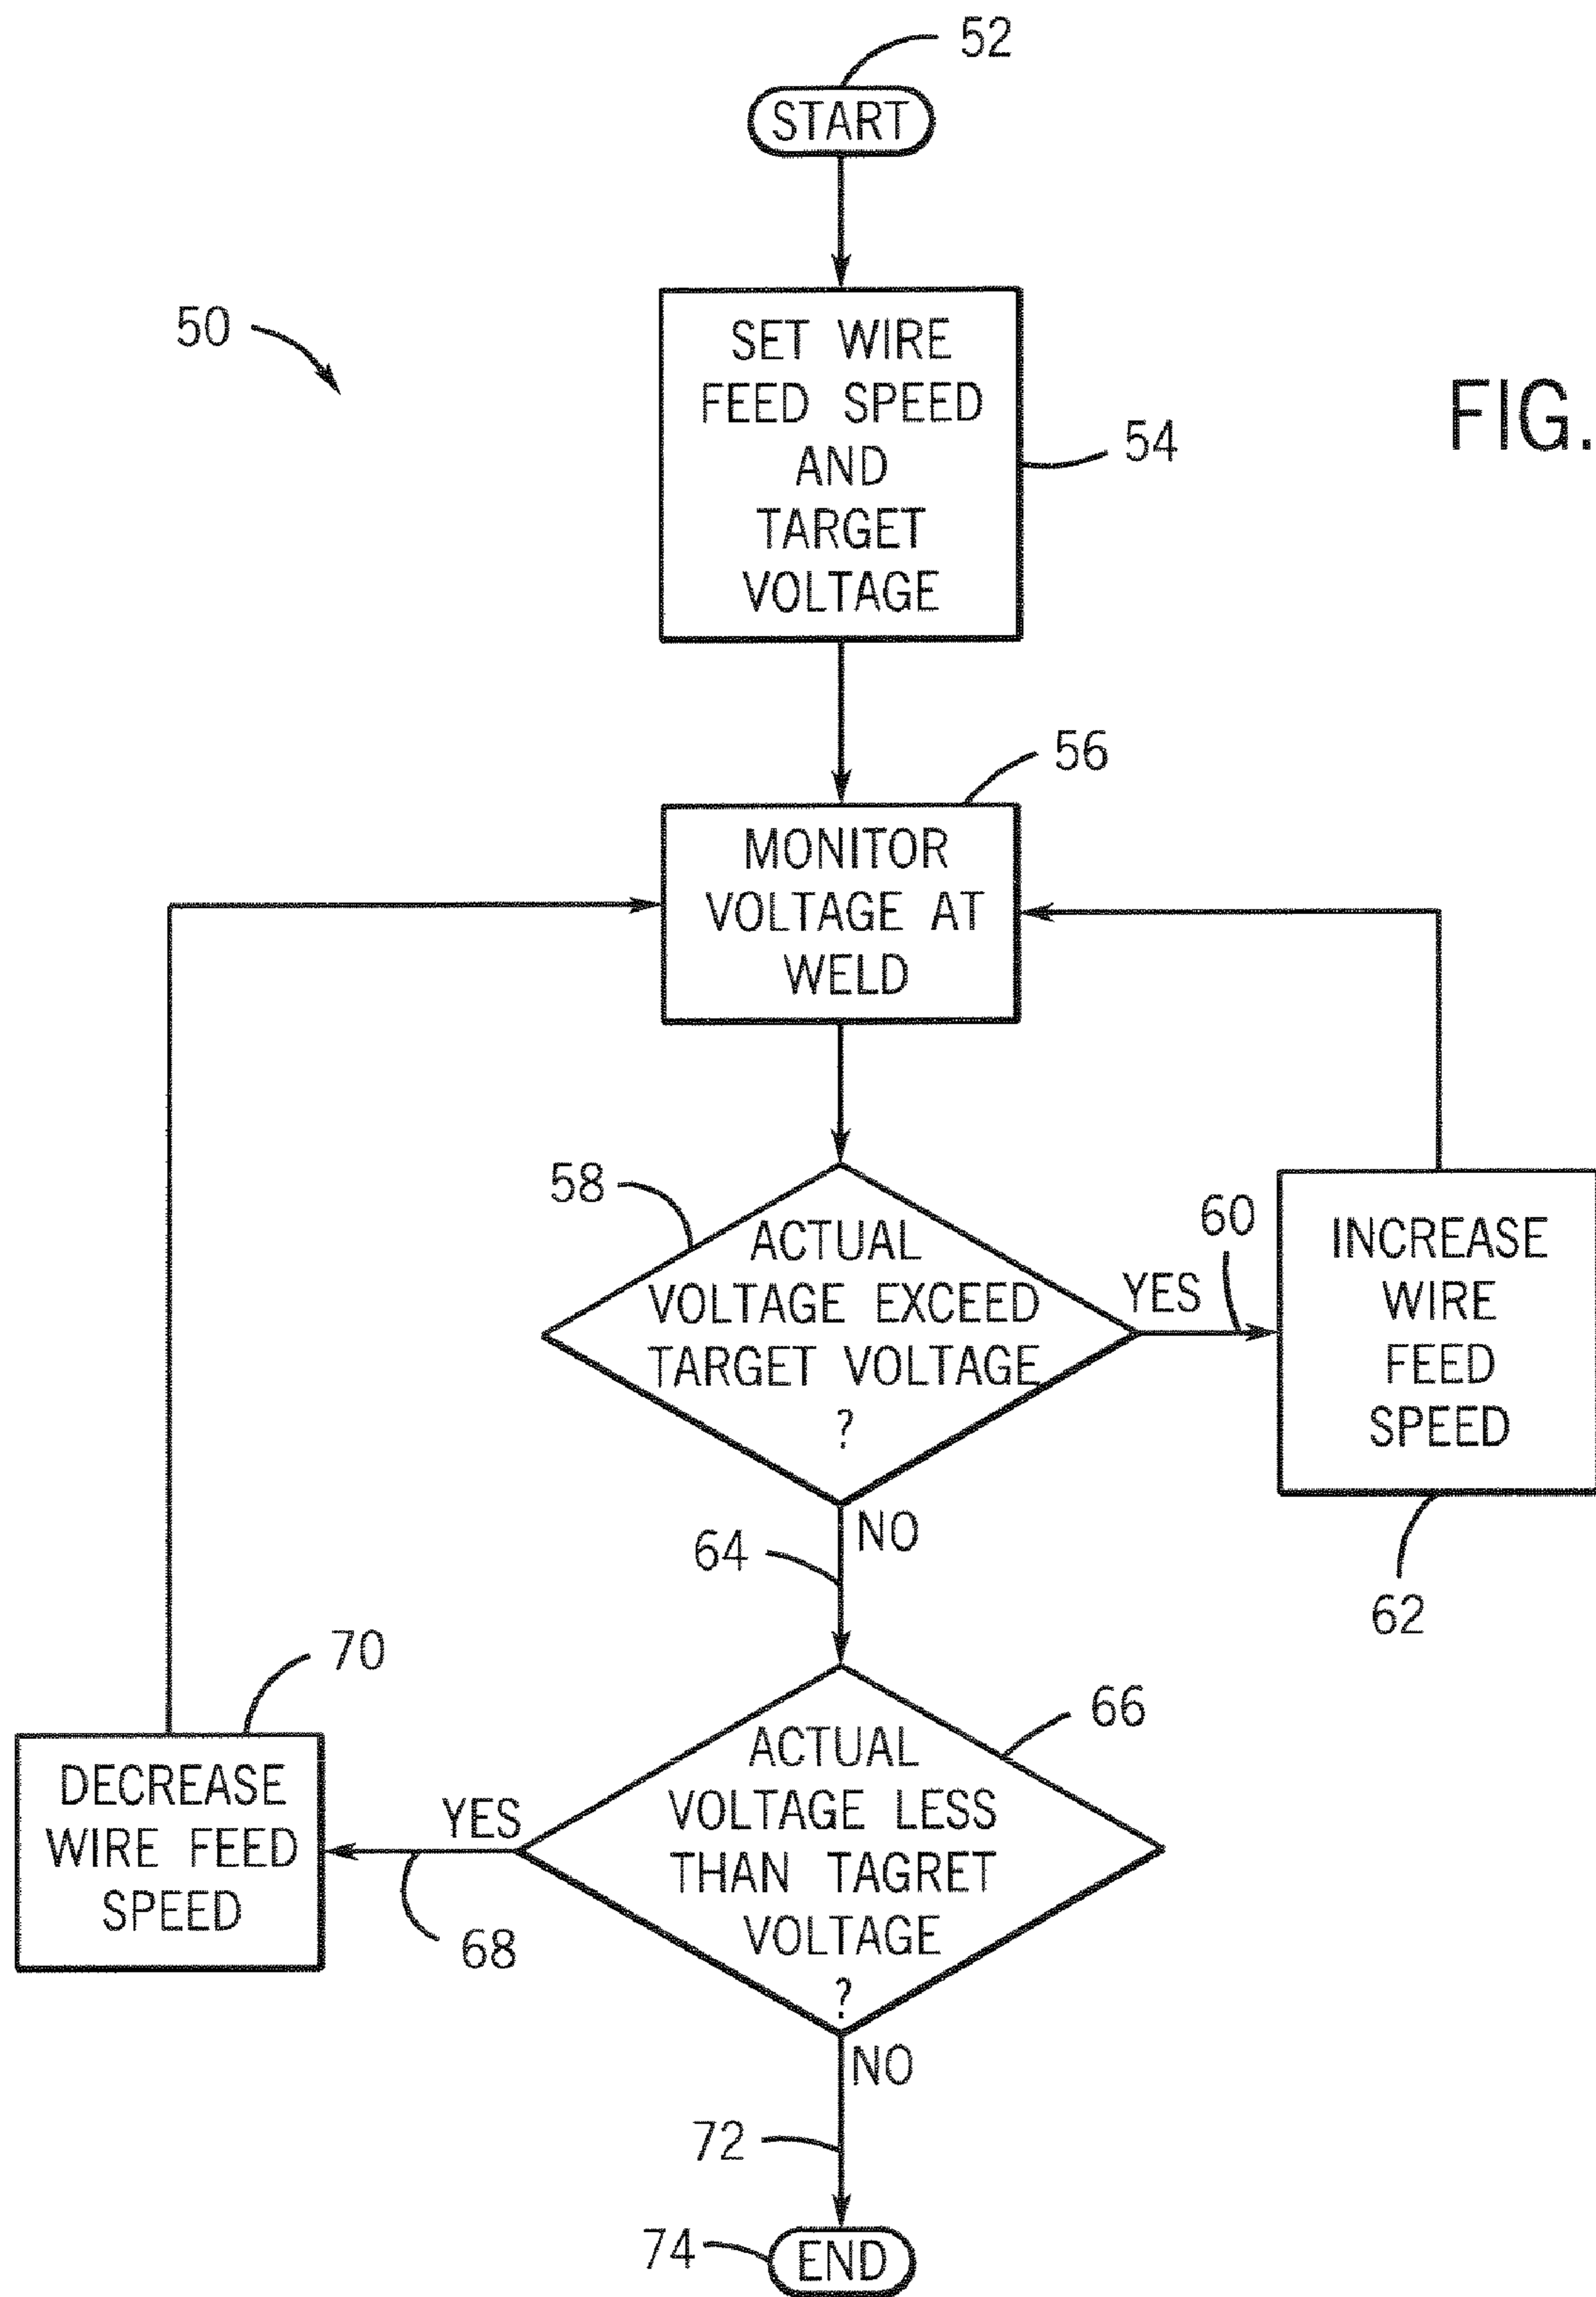 52
START
50
SET WIRE
FEED SPEED
AND
TARGET
VOLTAGE
54
FIG.
56
MONITOR
VOLTAGE AT
WELD
58
ACTUAL
VOLTAGE EXCEED
TARGET VOLTAGE
?
YES
60
INCREASE
WIRE
FEED
SPEED
62
NO
64
70
DECREASE
WIRE FEED
SPEED
YES
68
66
ACTUAL
VOLTAGE LESS
THAN TAGRET
VOLTAGE
?
NO
72
74
END